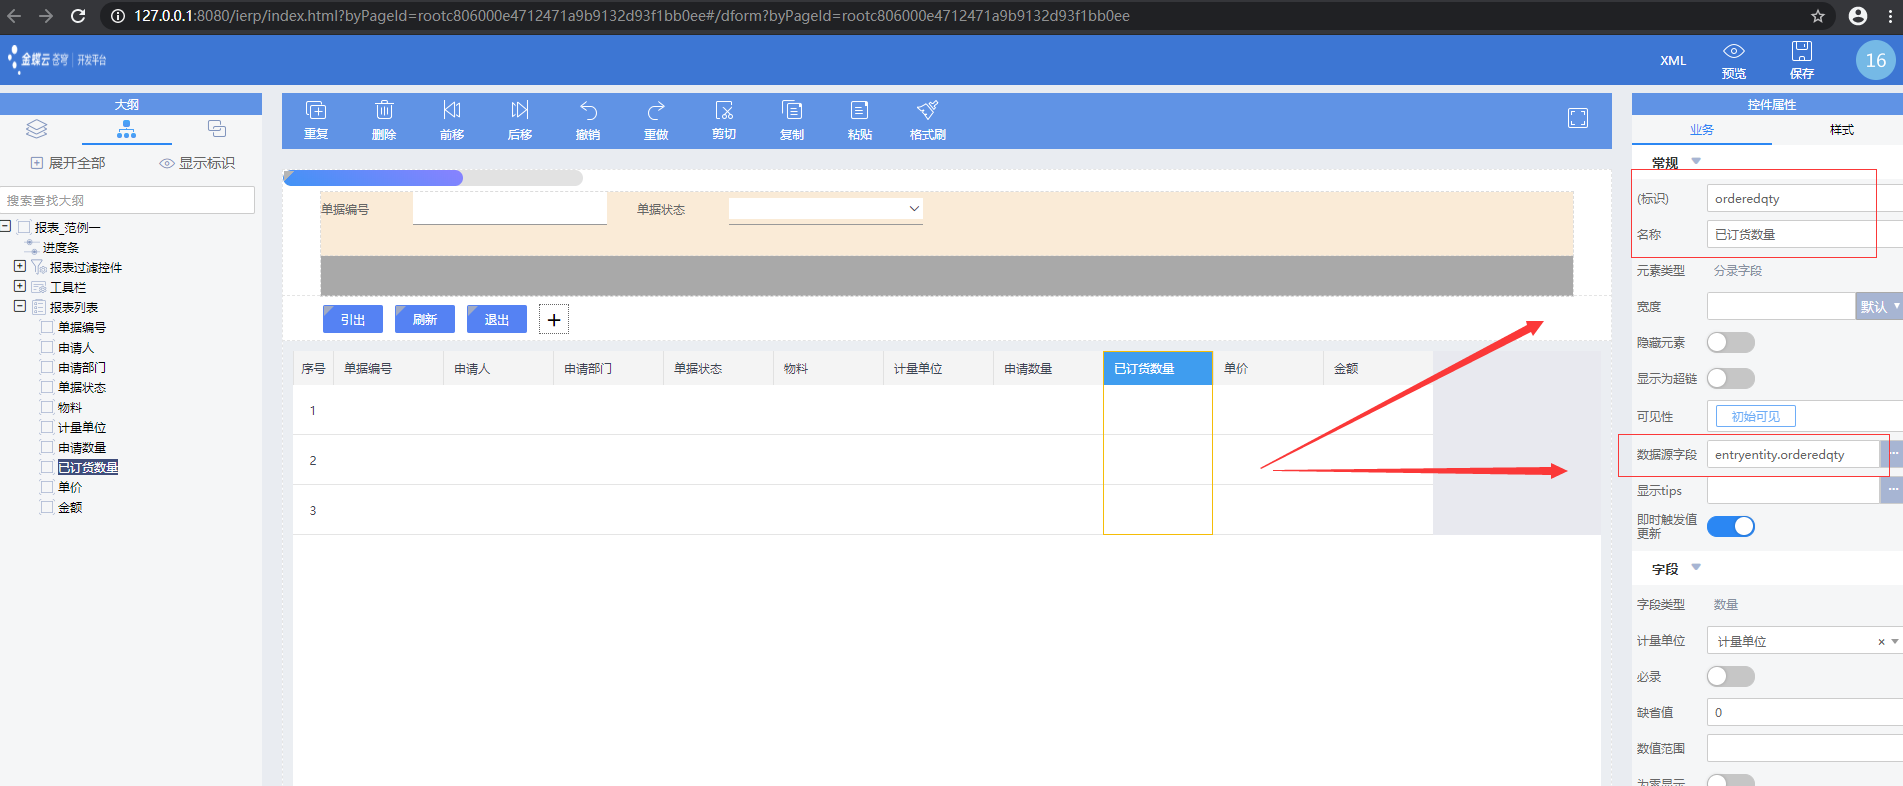 127.0.0.1:8080/ierp/index.html?byPageId=rootc806000e4712471a9b9132d93f1bb0ee#/dform?byPageId=rootc806000e4712471a9b9132d93f1bb0ee
金蝶云 苍穹 | 开发平台
XML
预览
保存
16
大纲
展开全部
显示标识
搜索查找大纲
报表_范例一
进度条
报表过滤控件
工具栏
报表列表
单据编号
申请人
申请部门
单据状态
物料
计量单位
申请数量
已订货数量
单价
金额
重复 删除 前移 后移 撤销 重做 剪切 复制 粘贴 格式刷
单据编号 单据状态
引出 刷新 退出 +
序号 单据编号 申请人 申请部门 单据状态 物料 计量单位 申请数量 已订货数量 单价 金额
1
2
3
控件属性
业务 样式
常规
(标识) orderedqty
名称 已订货数量
元素类型 分录字段
宽度 默认
隐藏元素
显示为超链
可见性 初始可见
数据源字段 entryentity.orderedqty ...
显示tips ...
即时触发值
更新
字段
字段类型 数量
计量单位 计量单位 ×
必录
缺省值 0
数值范围
为零显示